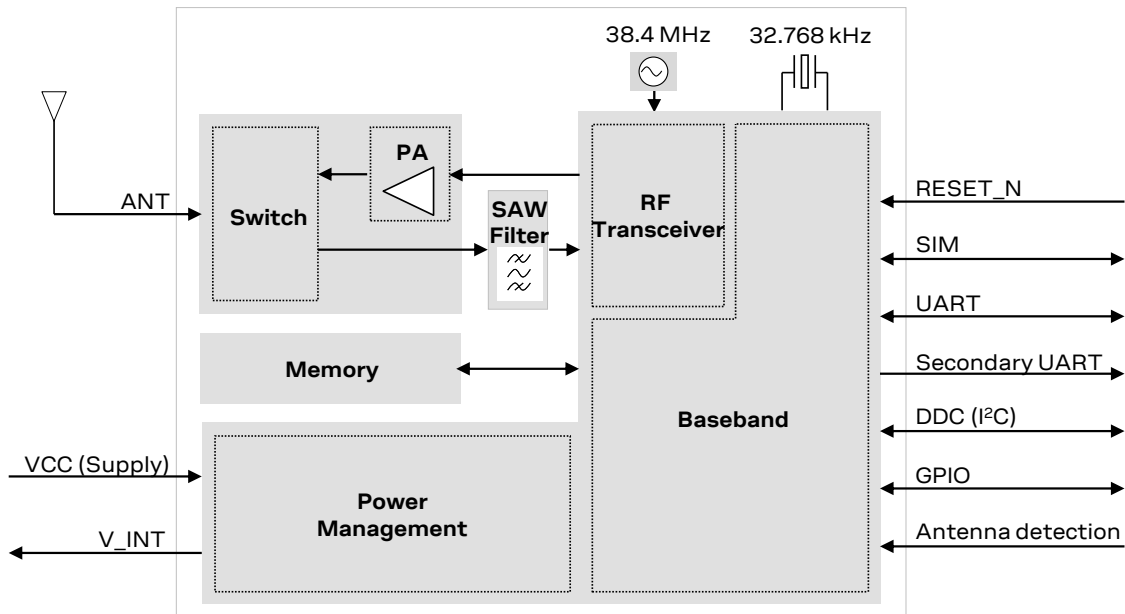 38.4 MHz
32.768 kHz
PA
ANT
Switch
SAW
Filter
RF
Transceiver
RESET_N
SIM
UART
Memory
Secondary UART
Baseband
DDC (I²C)
VCC (Supply)
GPIO
Power
Management
V_INT
Antenna detection